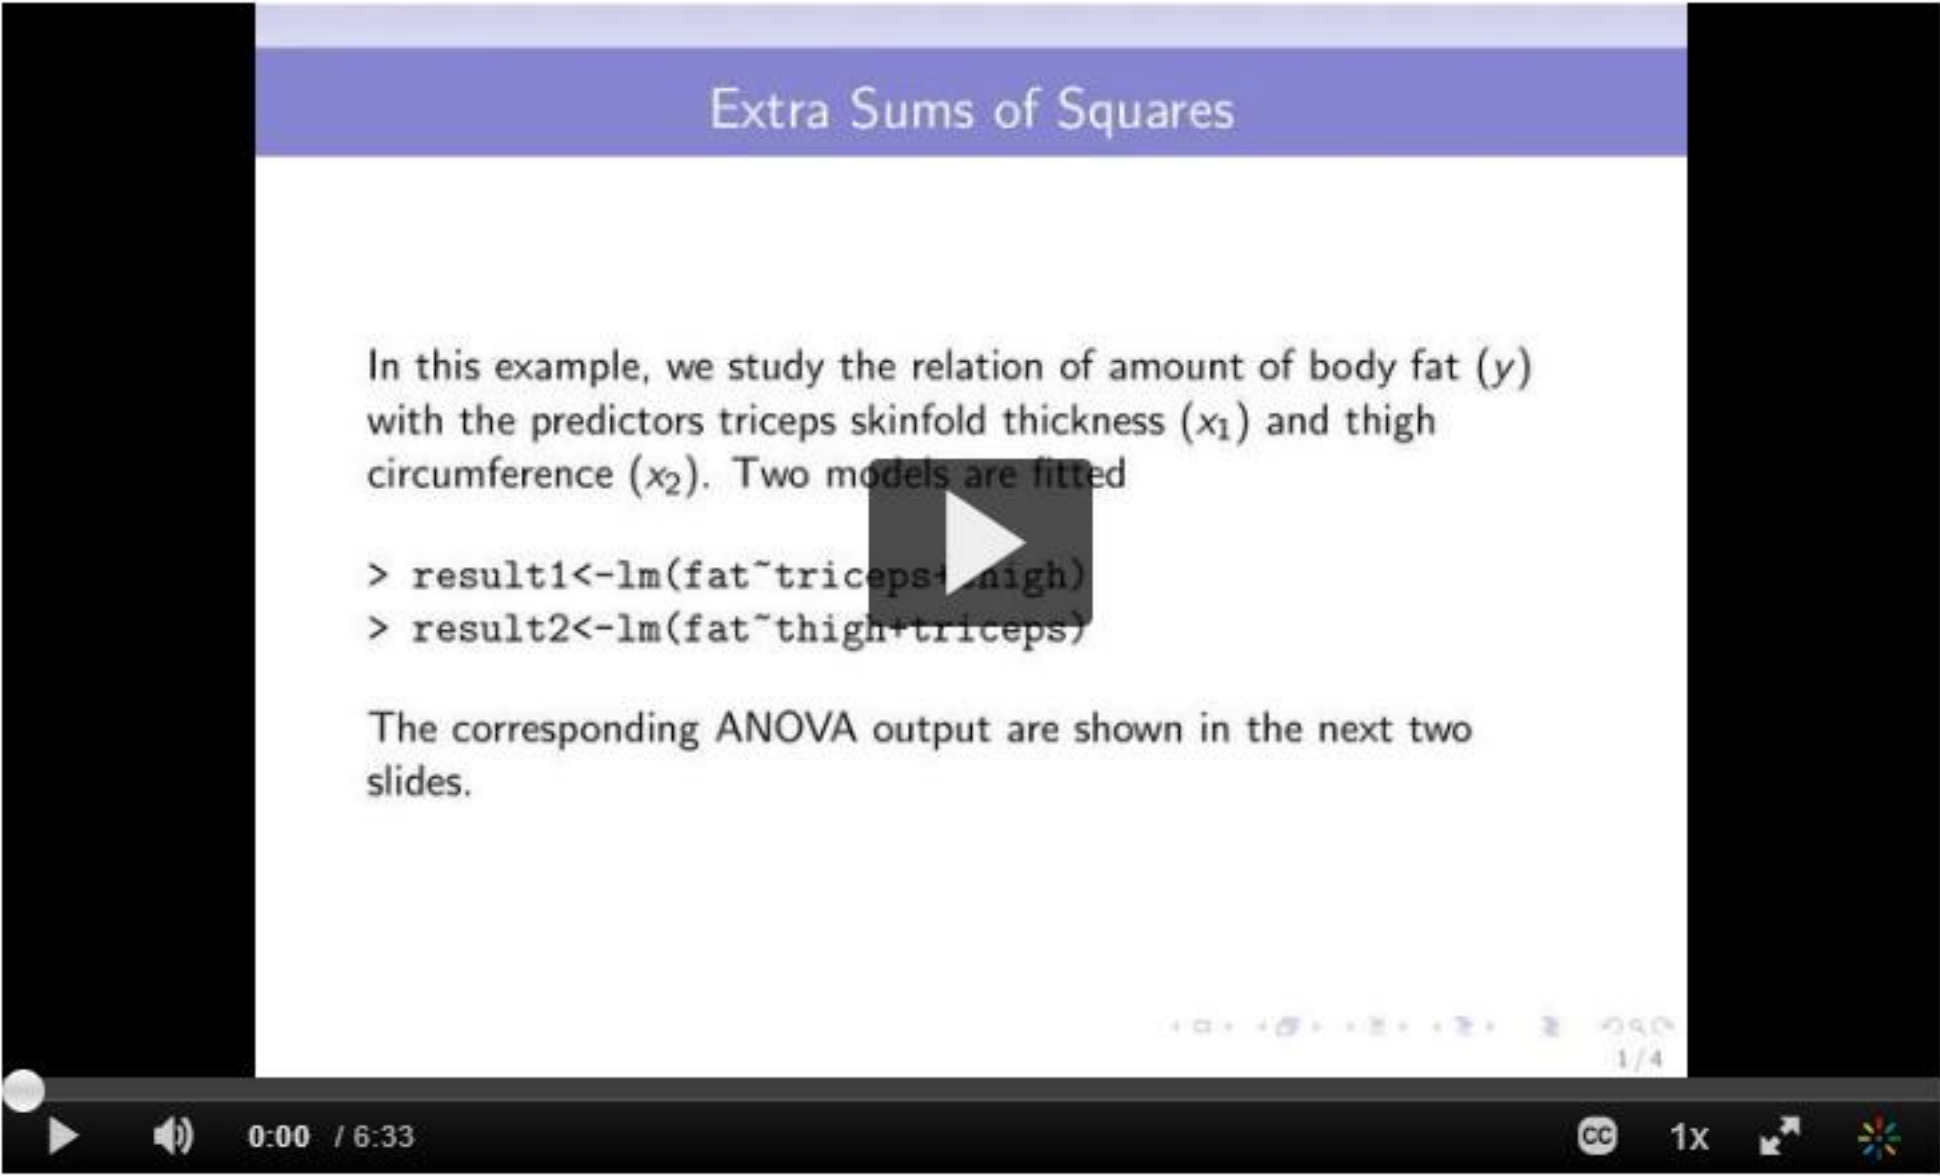 Extra Sums of Squares
In this example, we study the relation of amount of body fat (y)
with the predictors triceps skinfold thickness (x₁) and thigh
circumference (x₂). Two models are fitted
> result1<-lm(fat~triceps+thigh)
> result2<-lm(fat~thigh+triceps)
The corresponding ANOVA output are shown in the next two
slides.
1 / 4
0:00 / 6:33 CC 1x